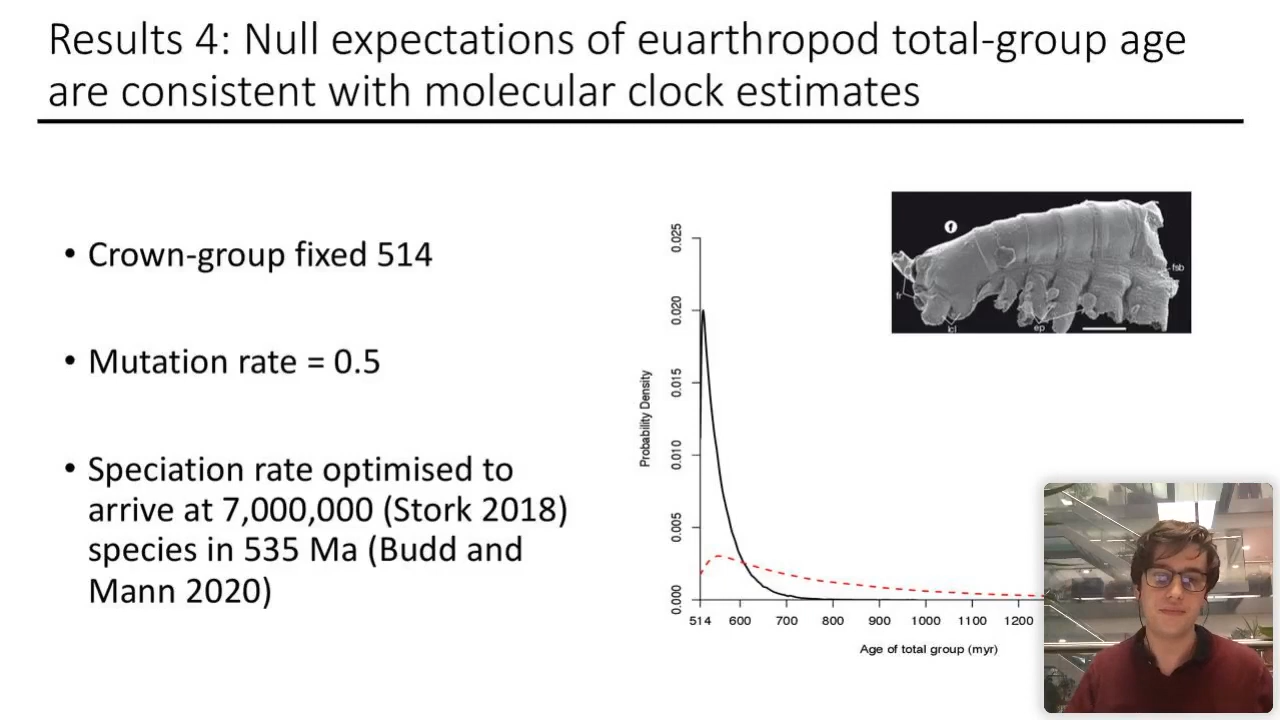 Results 4: Null expectations of euarthropod total-group age
are consistent with molecular clock estimates
• Crown-group fixed 514
• Mutation rate = 0.5
• Speciation rate optimised to
arrive at 7,000,000 (Stork 2018)
species in 535 Ma (Budd and
Mann 2020)
Probability Density
0.025
0.020
0.015
0.010
0.005
0.000
514 600 700 800 900 1000 1100 1200
Age of total group (myr)
f
fsb
fr
lcl
ep